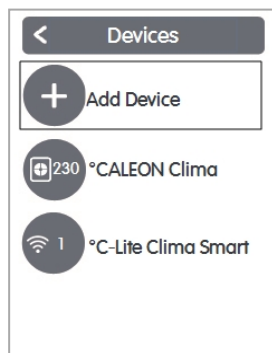 Devices
Add Device
230 °CALEON Clima
1 °C-Lite Clima Smart